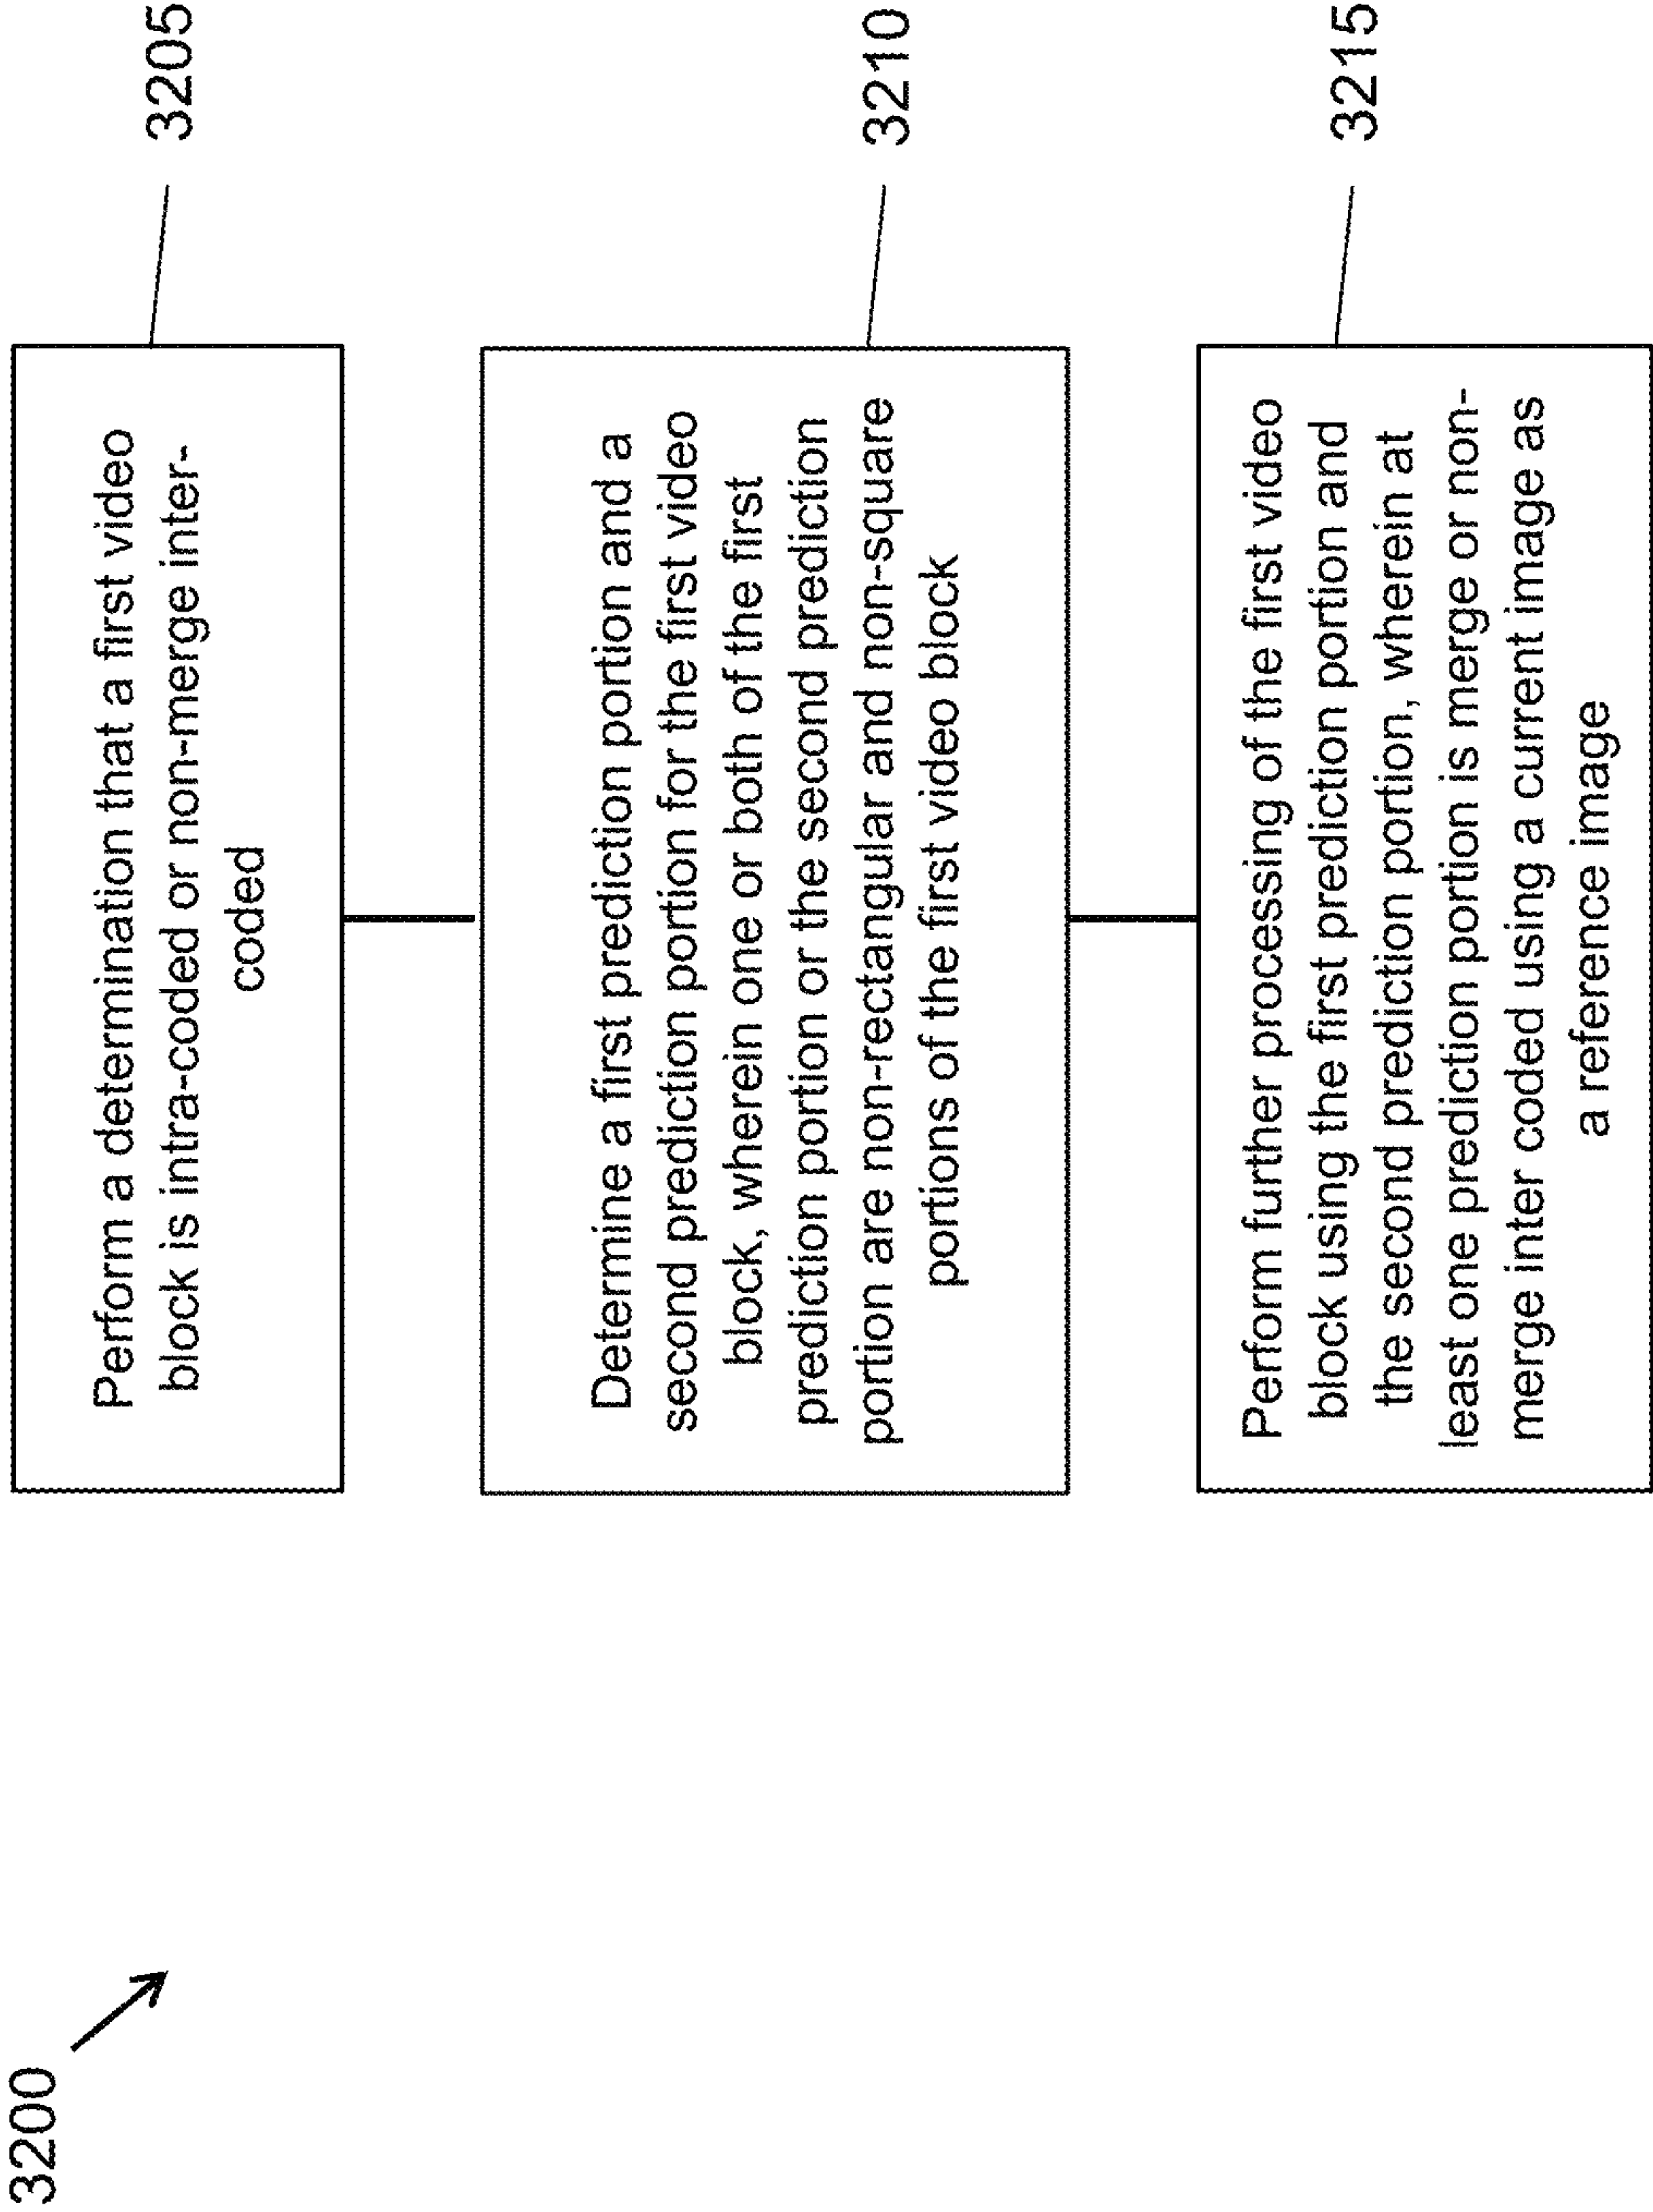 3200
Perform a determination that a first video
block is intra-coded or non-merge inter-
coded
3205
Determine a first prediction portion and a
second prediction portion for the first video
block, wherein one or both of the first
prediction portion or the second prediction
portion are non-rectangular and non-square
portions of the first video block
3210
Perform further processing of the first video
block using the first prediction portion and
the second prediction portion, wherein at
least one prediction portion is merge or non-
merge inter coded using a current image as
a reference image
3215